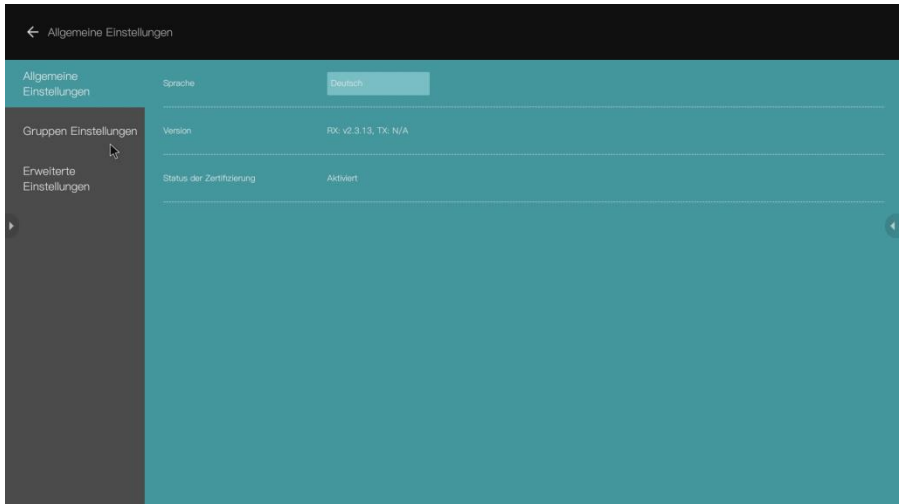 Allgemeine Einstellungen
Allgemeine
Einstellungen
Gruppen Einstellungen
Erweiterte
Einstellungen
Sprache Deutsch
Version RX: v2.3.13, TX: N/A
Status der Zertifizierung Aktiviert